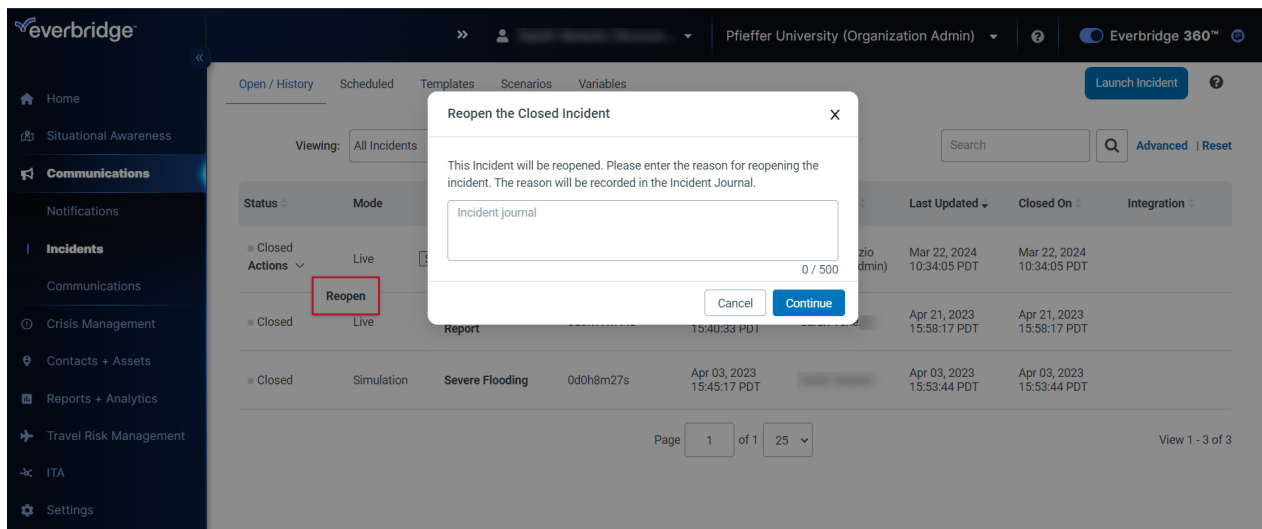 everbridge™
«
»
Pfieffer University (Organization Admin)
?
Everbridge 360™
Home
Situational Awareness
Communications
Notifications
Incidents
Communications
Crisis Management
Contacts + Assets
Reports + Analytics
Travel Risk Management
ITA
Settings
Open / History Scheduled Templates Scenarios Variables
Launch Incident
?
Viewing: All Incidents
Search
Advanced | Reset
Status Mode Last Updated Closed On Integration
Closed
Actions
Live
Mar 22, 2024
10:34:05 PDT
Mar 22, 2024
10:34:05 PDT
Reopen
Closed Live Report
15:40:33 PDT
Apr 21, 2023
15:58:17 PDT
Apr 21, 2023
15:58:17 PDT
Closed Simulation Severe Flooding 0d0h8m27s
Apr 03, 2023
15:45:17 PDT
Apr 03, 2023
15:53:44 PDT
Apr 03, 2023
15:53:44 PDT
Page 1 of 1 25
View 1 - 3 of 3
Reopen the Closed Incident
X
This Incident will be reopened. Please enter the reason for reopening the
incident. The reason will be recorded in the Incident Journal.
Incident journal
0 / 500
Cancel Continue